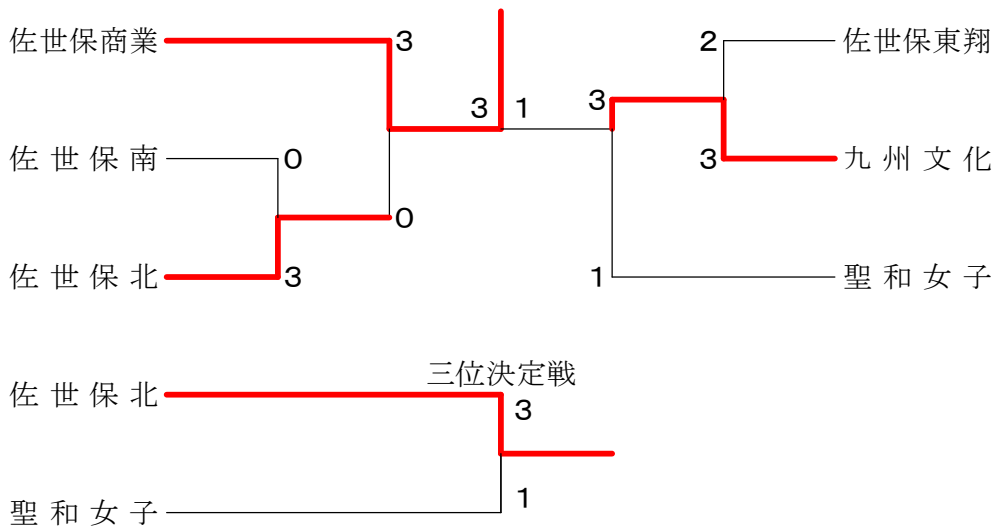 佐世保商業 3 3 1 3 2 佐世保東翔
佐世保南 0 3 九州文化
0
佐世保北 3 1 聖和女子
三位決定戦
佐世保北 3
聖和女子 1